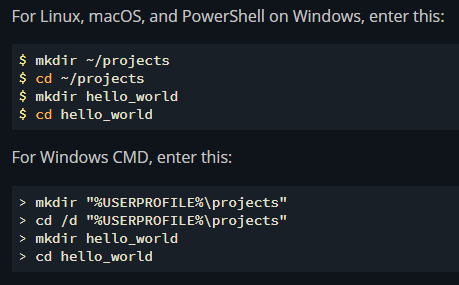 For Linux, macOS, and PowerShell on Windows, enter this:
$ mkdir ~/projects
$ cd ~/projects
$ mkdir hello_world
$ cd hello_world
For Windows CMD, enter this:
> mkdir "%USERPROFILE%\projects"
> cd /d "%USERPROFILE%\projects"
> mkdir hello_world
> cd hello_world